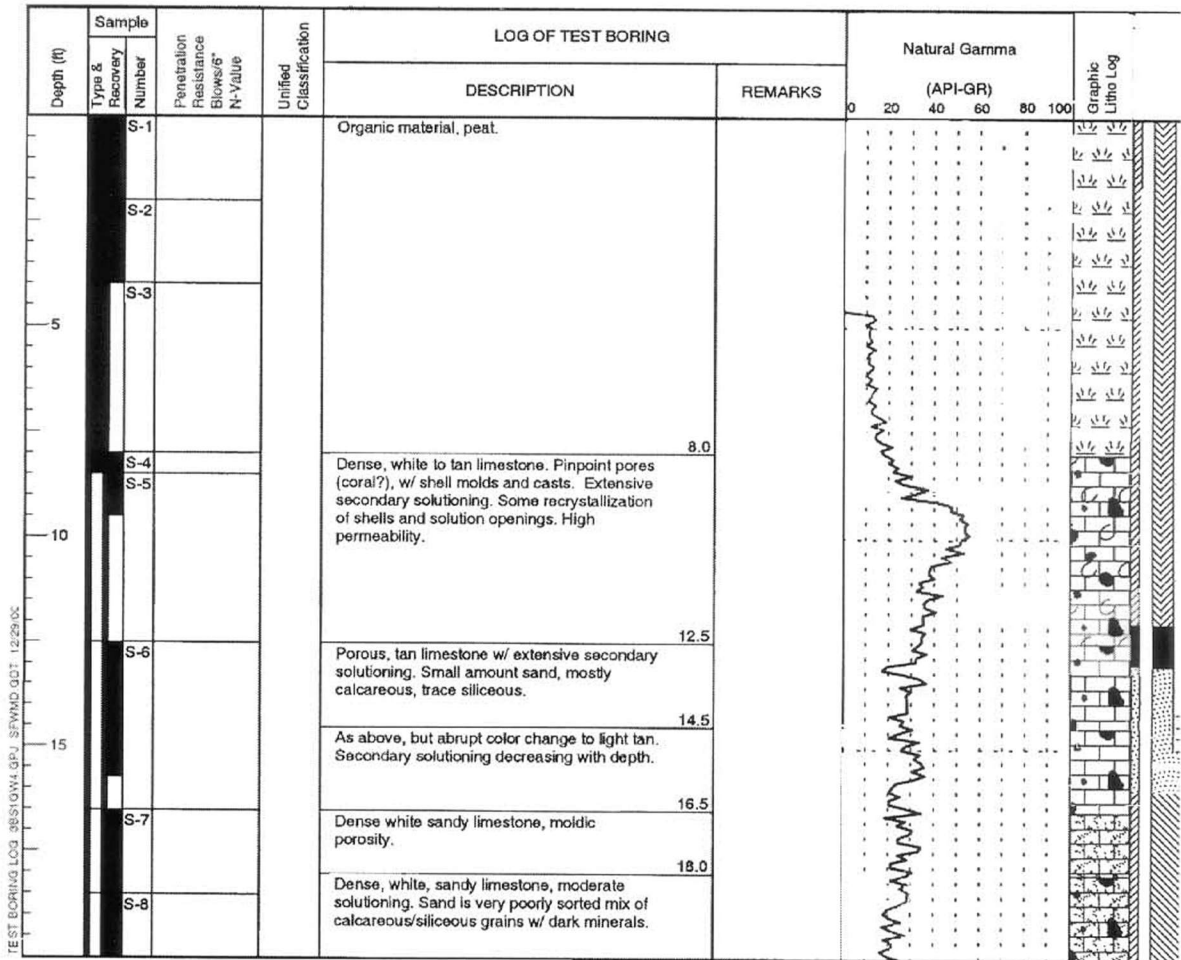 Depth (ft)
Sample
Type &
Recovery
Number
Penetration
Resistance
Blows/6"
N-Value
Unified
Classification
LOG OF TEST BORING
DESCRIPTION
REMARKS
Natural Gamma
(API-GR)
0 20 40 60 80 100
Graphic
Litho Log
S-1
Organic material, peat.
S-2
S-3
5
8.0
S-4
Dense, white to tan limestone. Pinpoint pores
(coral?), w/ shell molds and casts. Extensive
secondary solutioning. Some recrystallization
of shells and solution openings. High
permeability.
S-5
10
12.5
S-6
Porous, tan limestone w/ extensive secondary
solutioning. Small amount sand, mostly
calcareous, trace siliceous.
14.5
15
As above, but abrupt color change to light tan.
Secondary solutioning decreasing with depth.
16.5
S-7
Dense white sandy limestone, moldic
porosity.
18.0
S-8
Dense, white, sandy limestone, moderate
solutioning. Sand is very poorly sorted mix of
calcareous/siliceous grains w/ dark minerals.
TEST BORING LOG SFWMD.GDT